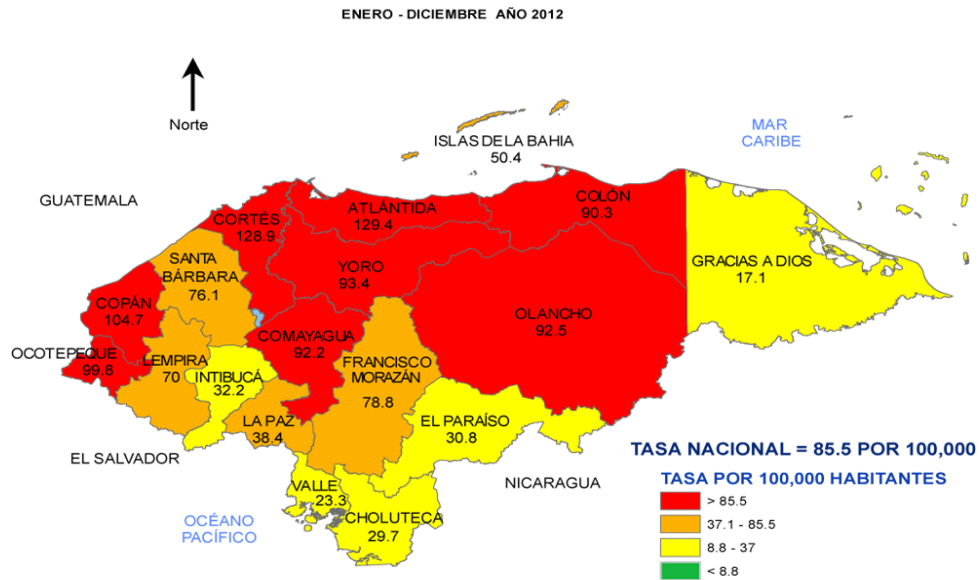 ENERO - DICIEMBRE AÑO 2012
Norte
ISLAS DE LA BAHIA
50.4
MAR
CARIBE
GUATEMALA
CORTÉS
128.9
ATLÁNTIDA
129.4
COLÓN
90.3
SANTA
BÁRBARA
76.1
YORO
93.4
GRACIAS A DIOS
17.1
COPÁN
104.7
COMAYAGUA
92.2
OLANCHO
92.5
OCOTEPEQUE
99.8
LEMPIRA
70
INTIBUCÁ
32.2
FRANCISCO
MORAZÁN
78.8
LA PAZ
38.4
EL PARAÍSO
30.8
EL SALVADOR
NICARAGUA
VALLE
23.3
CHOLUTECA
29.7
OCÉANO
PACÍFICO
TASA NACIONAL = 85.5 POR 100,000
TASA POR 100,000 HABITANTES
> 85.5
37.1 - 85.5
8.8 - 37
< 8.8